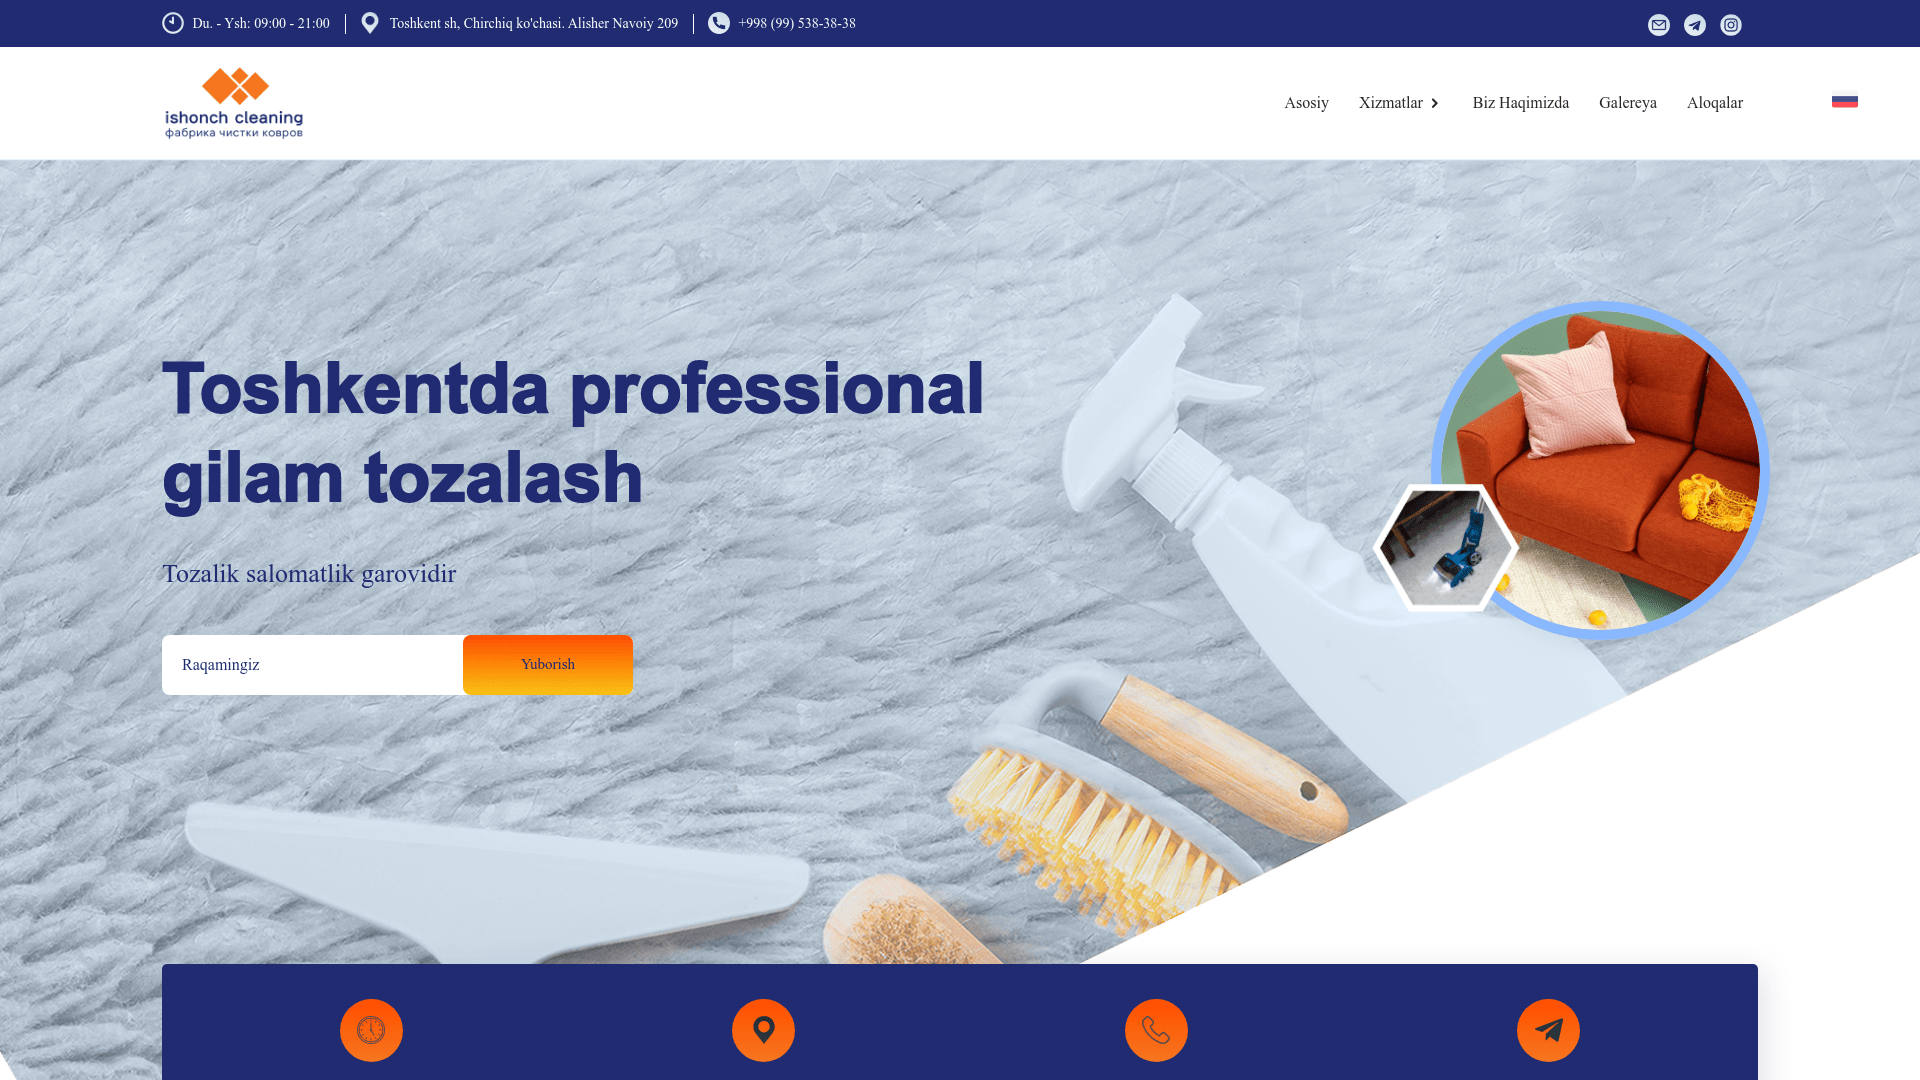 Du. - Ysh: 09:00 - 21:00
Toshkent sh, Chirchiq ko'chasi. Alisher Navoiy 209
+998 (99) 538-38-38
ishonch cleaning
фабрика чистки ковров
Asosiy
Xizmatlar
Biz Haqimizda
Galereya
Aloqalar
Toshkentda professional
gilam tozalash
Tozalik salomatlik garovidir
Raqamingiz
Yuborish